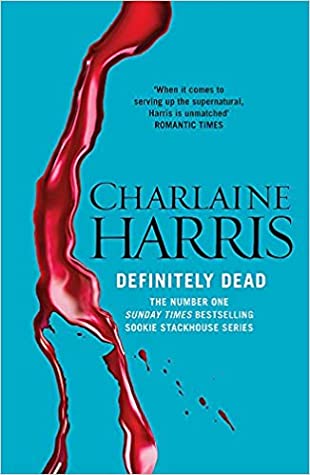 'When it comes to
serving up the supernatural,
Harris is unmatched'
ROMANTIC TIMES
CHARLAINE
HARRIS
DEFINITELY DEAD
THE NUMBER ONE
SUNDAY TIMES BESTSELLING
SOOKIE STACKHOUSE SERIES